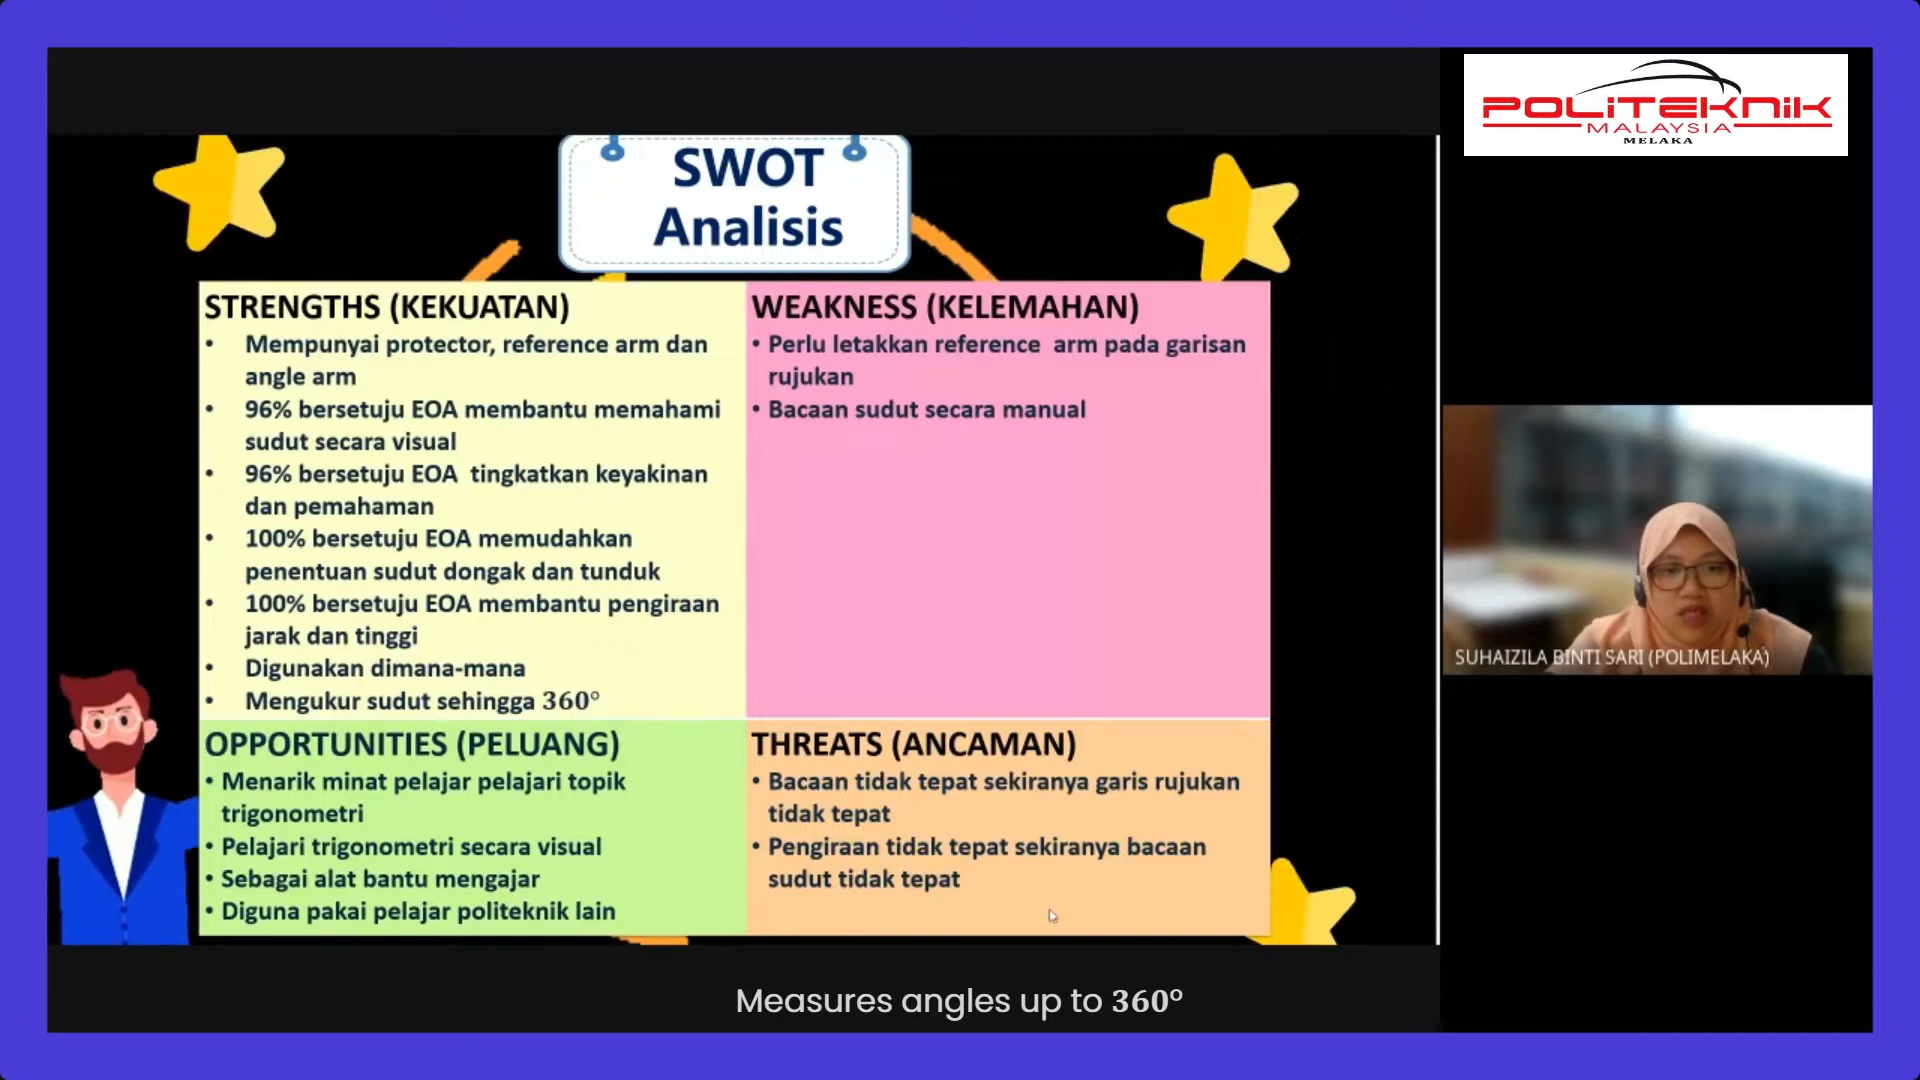 POLITEKNIK
MALAYSIA
MELAKA
SWOT
Analisis
STRENGTHS (KEKUATAN)
• Mempunyai protector, reference arm dan
angle arm
• 96% bersetuju EOA membantu memahami
sudut secara visual
• 96% bersetuju EOA tingkatkan keyakinan
dan pemahaman
• 100% bersetuju EOA memudahkan
penentuan sudut dongak dan tunduk
• 100% bersetuju EOA membantu pengiraan
jarak dan tinggi
• Digunakan dimana-mana
• Mengukur sudut sehingga 360°
WEAKNESS (KELEMAHAN)
• Perlu letakkan reference arm pada garisan
rujukan
• Bacaan sudut secara manual
OPPORTUNITIES (PELUANG)
• Menarik minat pelajar pelajari topik
trigonometri
• Pelajari trigonometri secara visual
• Sebagai alat bantu mengajar
• Diguna pakai pelajar politeknik lain
THREATS (ANCAMAN)
• Bacaan tidak tepat sekiranya garis rujukan
tidak tepat
• Pengiraan tidak tepat sekiranya bacaan
sudut tidak tepat
SUHAIZILA BINTI SARI (POLIMELAKA)
Measures angles up to 360°